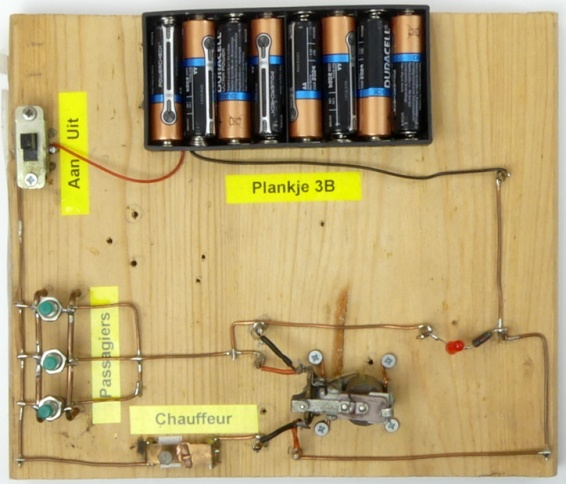 DURACELL
DURACELL
Aan Uit
Plankje 3B
Passagiers
Chauffeur